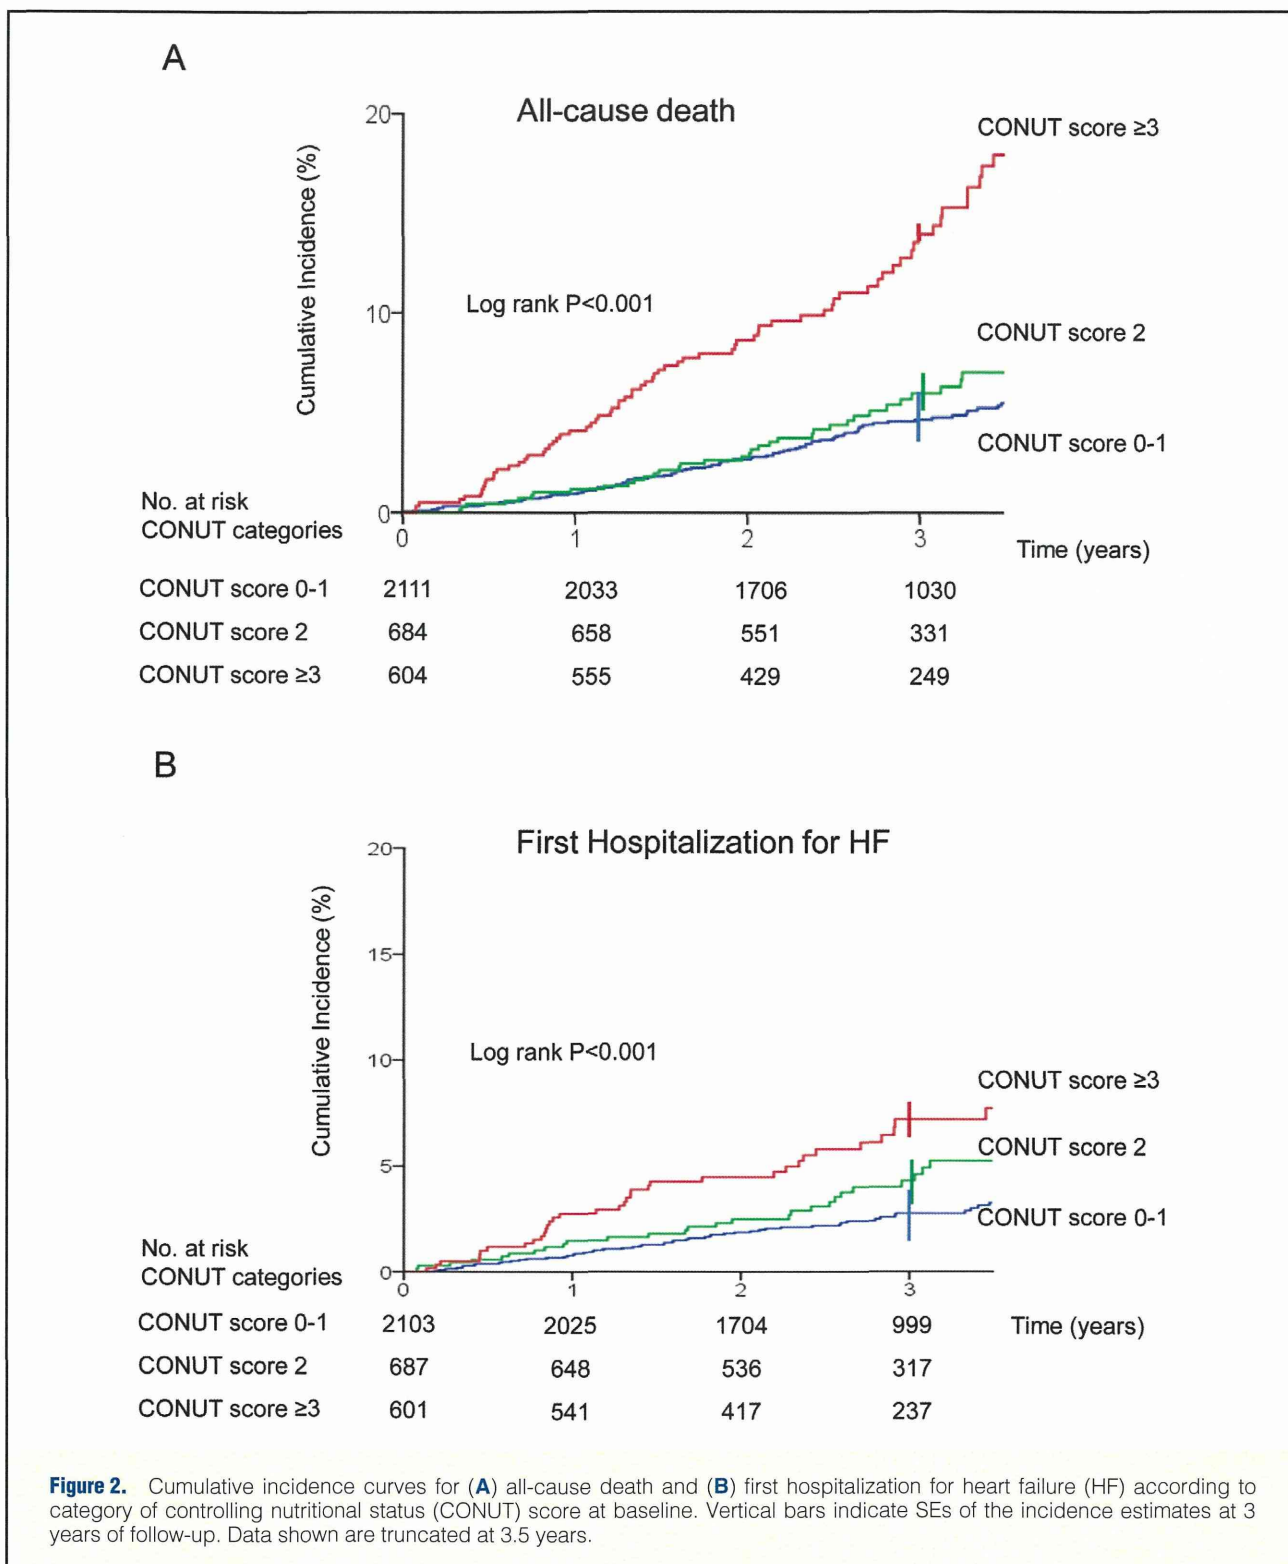 A
All-cause death
20
CONUT score ≥3
Cumulative Incidence (%)
Log rank P<0.001
10
CONUT score 2
CONUT score 0-1
No. at risk
CONUT categories
0
0 1 2 3
Time (years)
CONUT score 0-1 2111 2033 1706 1030
CONUT score 2 684 658 551 331
CONUT score ≥3 604 555 429 249
B
First Hospitalization for HF
20
Cumulative Incidence (%)
15
Log rank P<0.001
10
CONUT score ≥3
CONUT score 2
5
CONUT score 0-1
No. at risk
CONUT categories
0
0 1 2 3
CONUT score 0-1 2103 2025 1704 999 Time (years)
CONUT score 2 687 648 536 317
CONUT score ≥3 601 541 417 237
Figure 2. Cumulative incidence curves for (A) all-cause death and (B) first hospitalization for heart failure (HF) according to
category of controlling nutritional status (CONUT) score at baseline. Vertical bars indicate SEs of the incidence estimates at 3
years of follow-up. Data shown are truncated at 3.5 years.